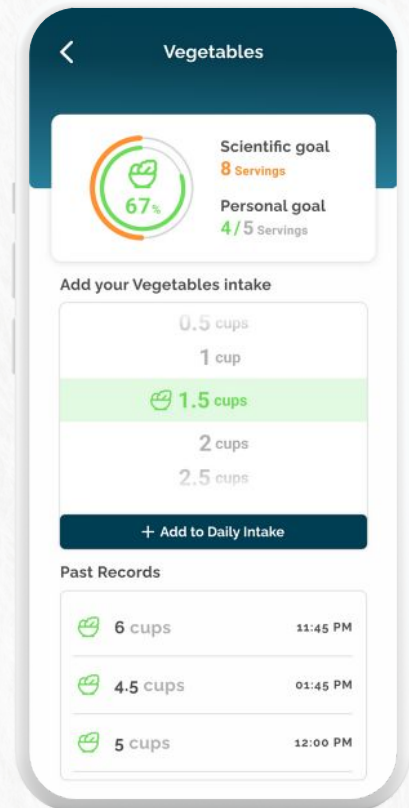 Vegetables
Scientific goal
8 Servings
67%
Personal goal
4/5 Servings
Add your Vegetables intake
0.5 cups
1 cup
1.5 cups
2 cups
2.5 cups
+ Add to Daily Intake
Past Records
6 cups 11:45 PM
4.5 cups 01:45 PM
5 cups 12:00 PM